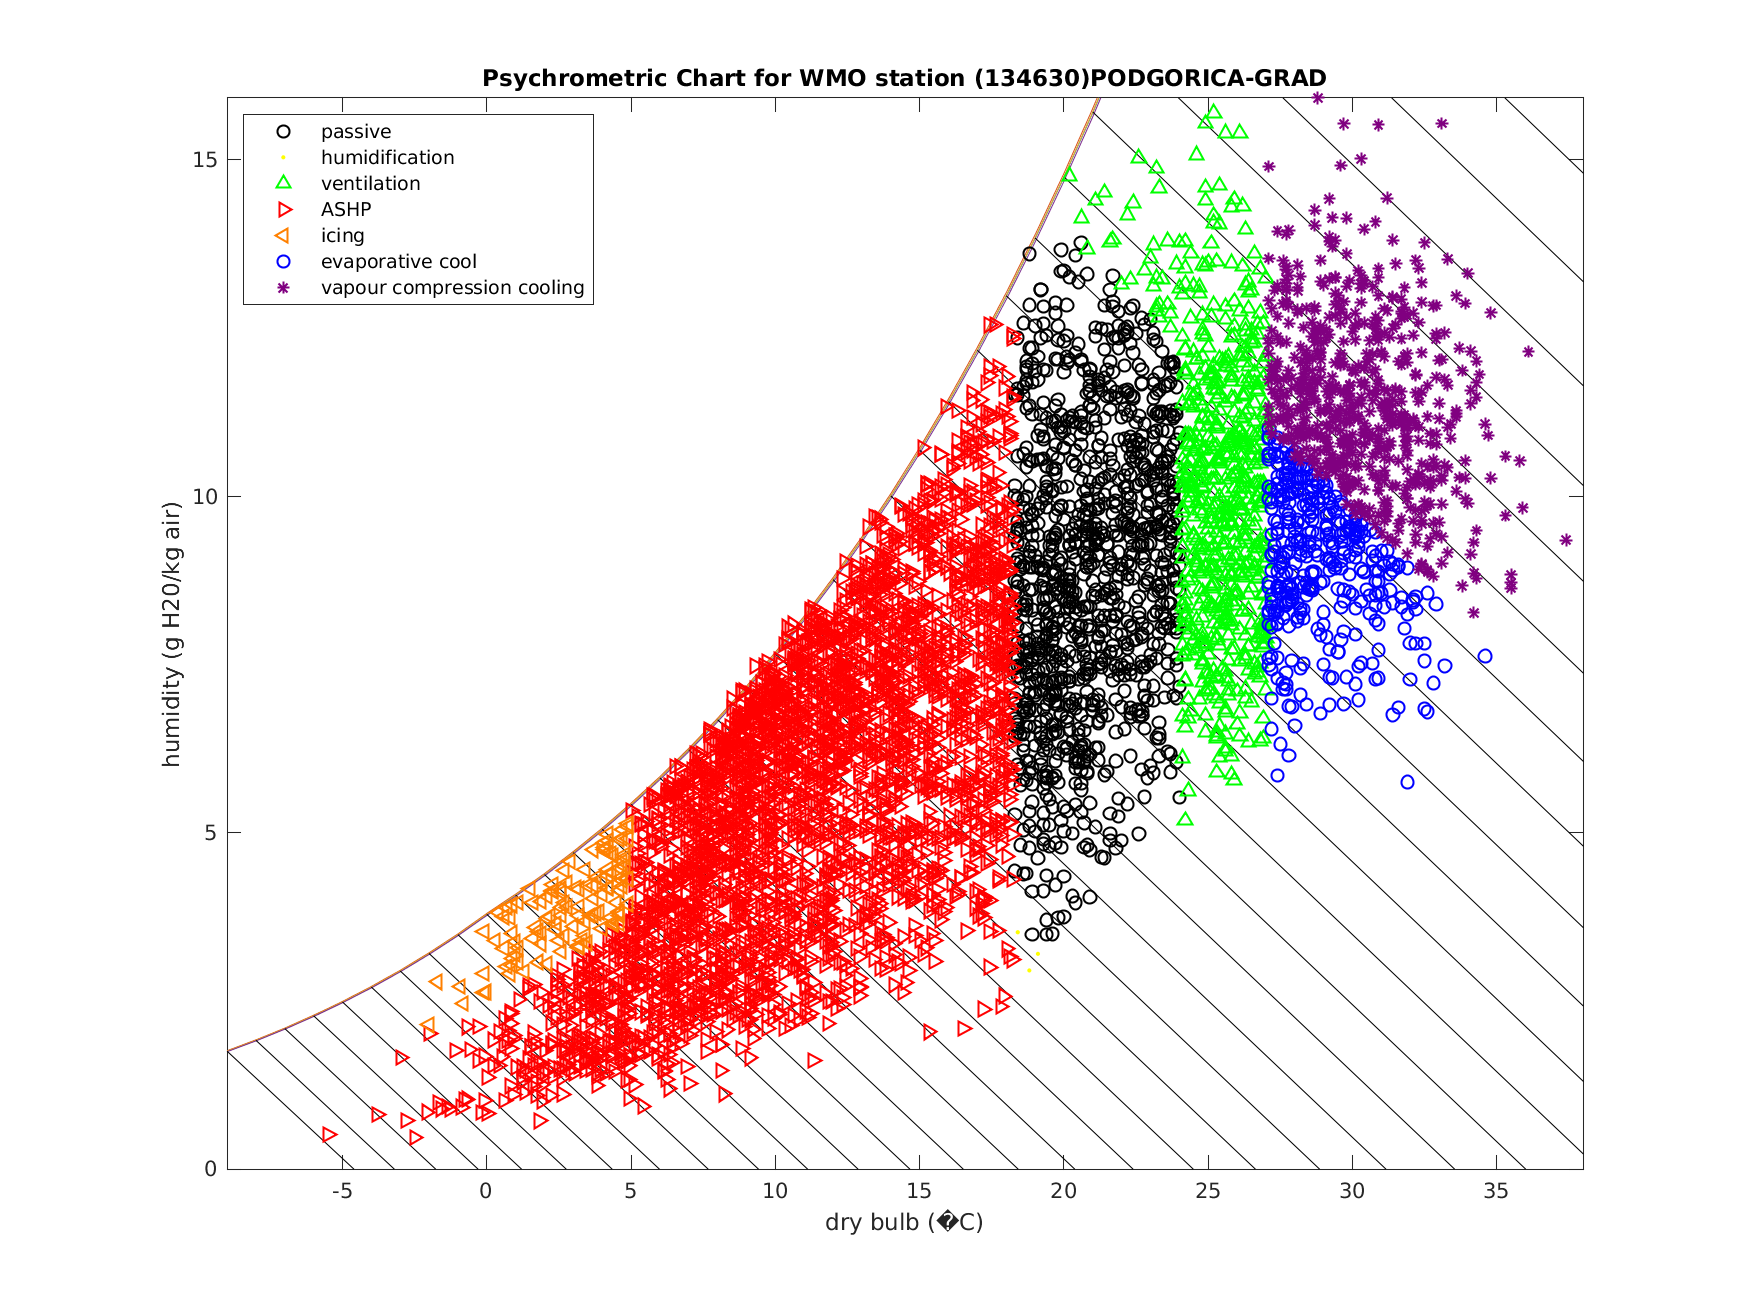 Psychrometric Chart for WMO station (134630)PODGORICA-GRAD
passive
humidification
ventilation
ASHP
icing
evaporative cool
vapour compression cooling
15
10
5
0
humidity (g H20/kg air)
-5 0 5 10 15 20 25 30 35
dry bulb (�C)